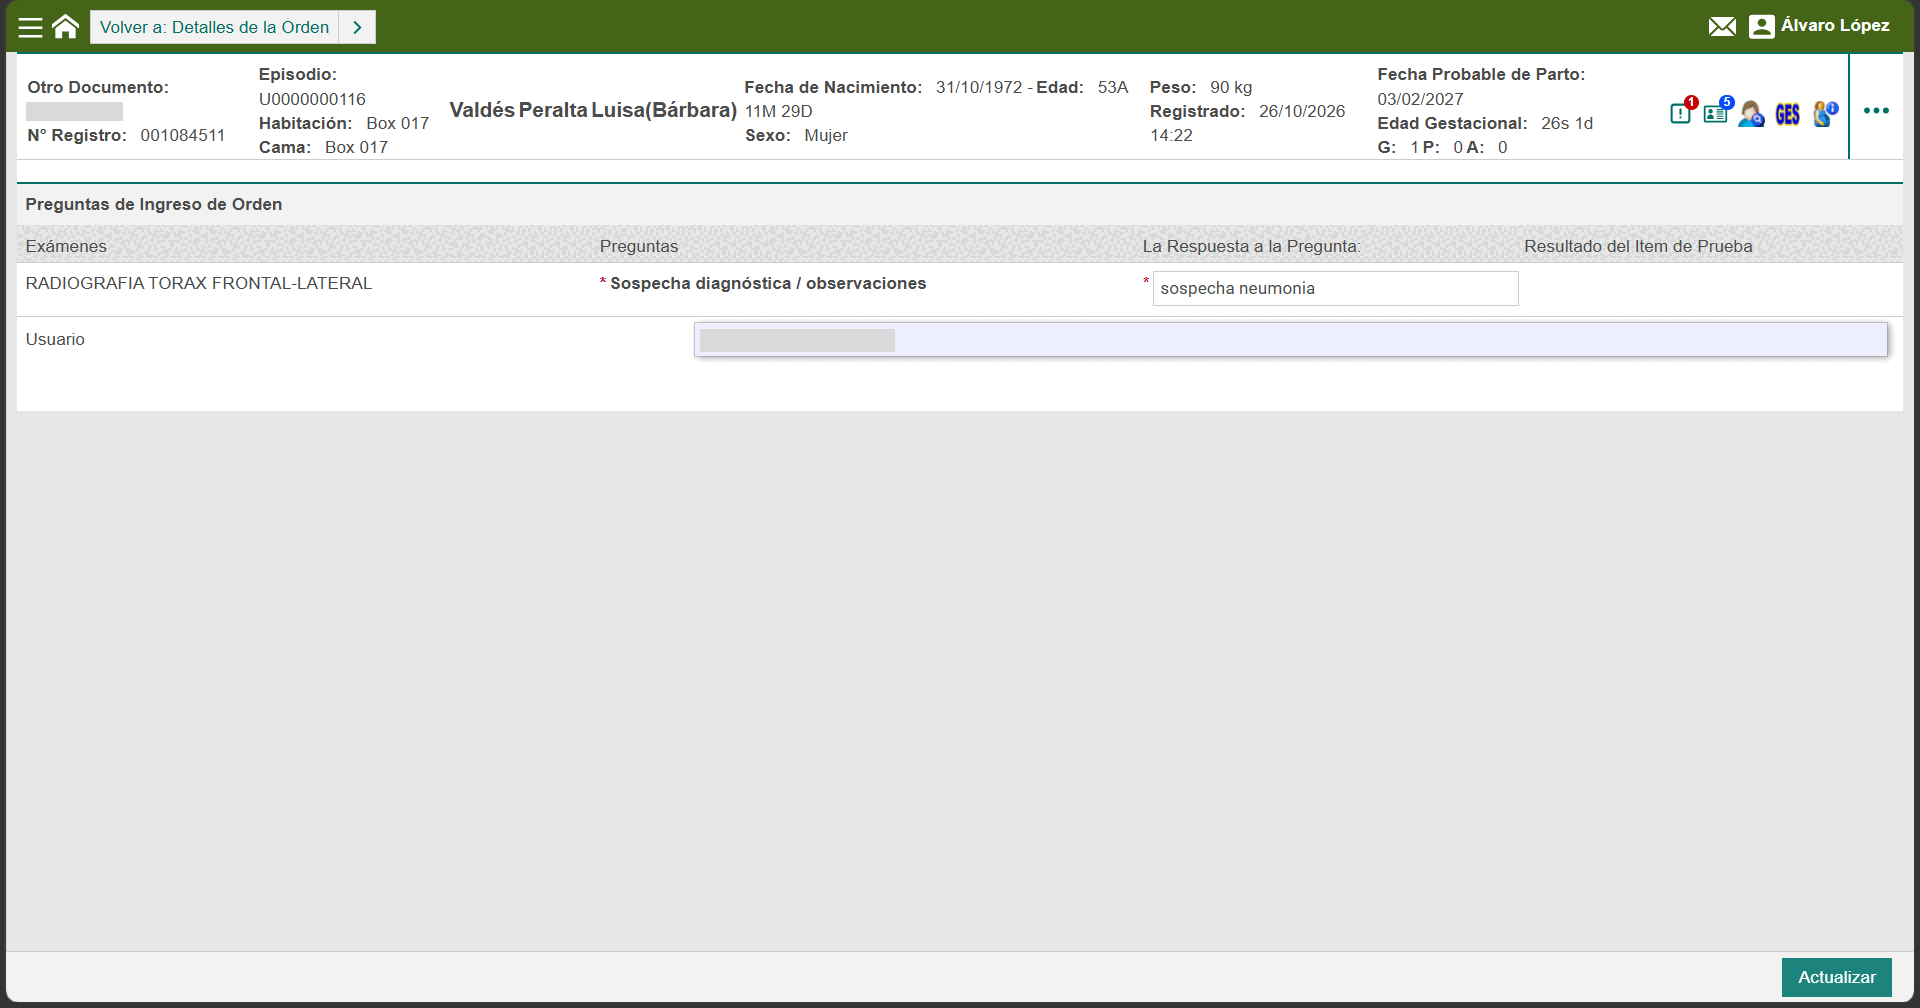 Volver a: Detalles de la Orden
Álvaro López
Otro Documento:
N° Registro: 001084511
Episodio:
U0000000116
Habitación: Box 017
Cama: Box 017
Valdés Peralta Luisa(Bárbara)
Fecha de Nacimiento: 31/10/1972 - Edad: 53A
11M 29D
Sexo: Mujer
Peso: 90 kg
Registrado: 26/10/2026
14:22
Fecha Probable de Parto:
03/02/2027
Edad Gestacional: 26s 1d
G: 1 P: 0 A: 0
1
5
GES
Preguntas de Ingreso de Orden
Exámenes Preguntas La Respuesta a la Pregunta: Resultado del Item de Prueba
RADIOGRAFIA TORAX FRONTAL-LATERAL * Sospecha diagnóstica / observaciones * sospecha neumonia
Usuario
Actualizar